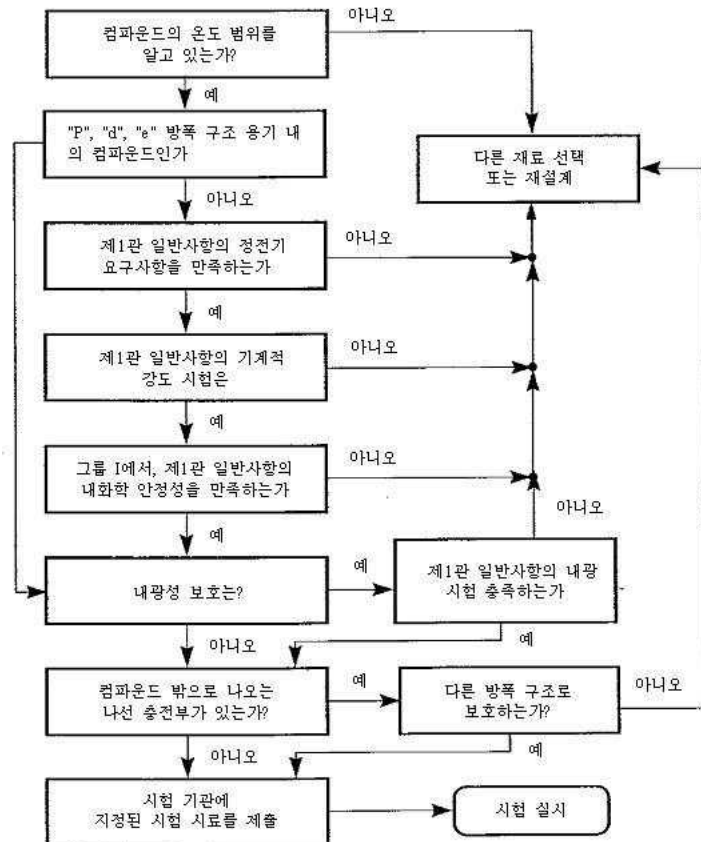 컴파운드의 온도 범위를
알고 있는가?
아니오
예
"P", "d", "e" 방폭 구조 용기 내
의 컴파운드인가
다른 재료 선택
또는 재설계
아니오
제1관 일반사항의 정전기
요구사항을 만족하는가
아니오
예
제1관 일반사항의 기계적
강도 시험은
아니오
예
그룹 I에서, 제1관 일반사항의
내화학 안정성을 만족하는가
아니오
예
아니오
내광성 보호는?
예
제1관 일반사항의 내광
시험 충족하는가
아니오
예
컴파운드 밖으로 나오는
나선 충전부가 있는가?
예
다른 방폭 구조로
보호하는가?
아니오
아니오
예
시험 기관에
지정된 시험 시료를 제출
시험 실시